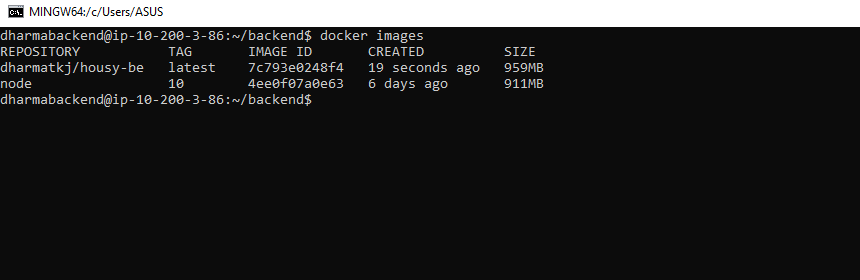 MINGW64:/c/Users/ASUS
dharmabackend@ip-10-200-3-86:~/backend$ docker images
REPOSITORY TAG IMAGE ID CREATED SIZE
dharmatkj/housy-be latest 7c793e0248f4 19 seconds ago 959MB
node 10 4ee0f07a0e63 6 days ago 911MB
dharmabackend@ip-10-200-3-86:~/backend$